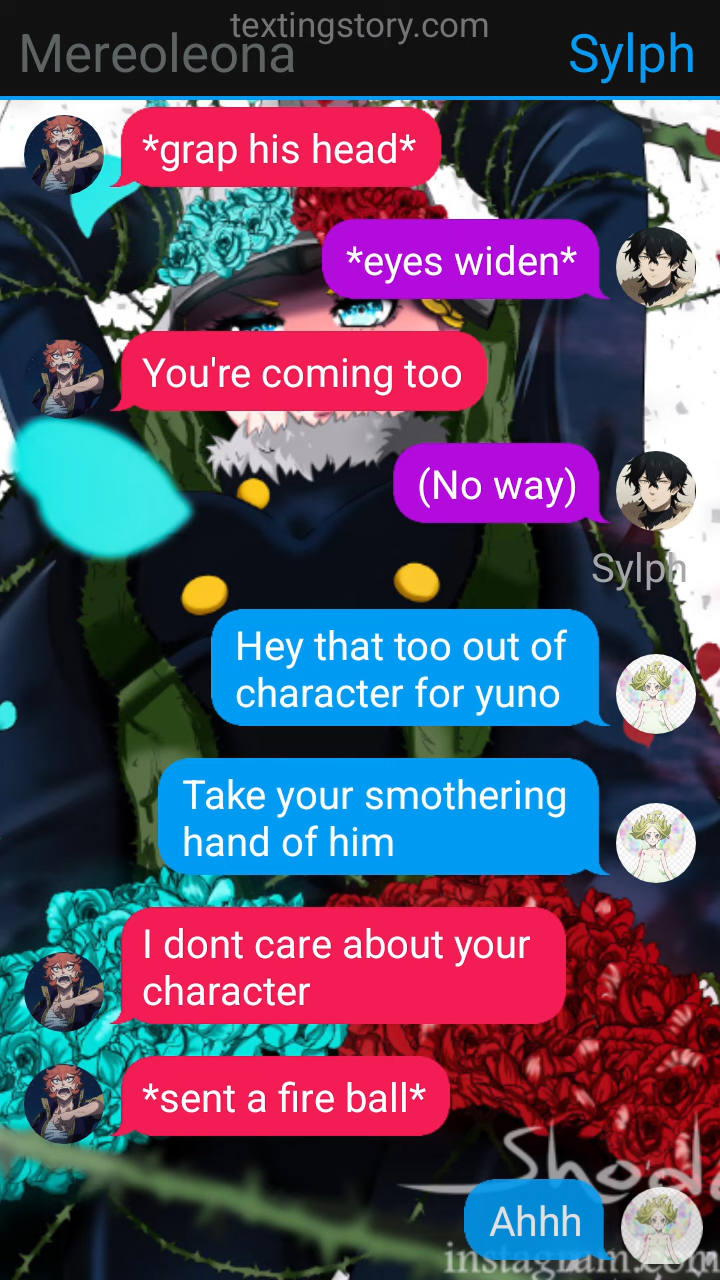 textingstory.com
Mereoleona
Sylph
*grap his head*
*eyes widen*
You're coming too
(No way)
Sylph
Hey that too out of
character for yuno
Take your smothering
hand of him
I dont care about your
character
*sent a fire ball*
Ahhh